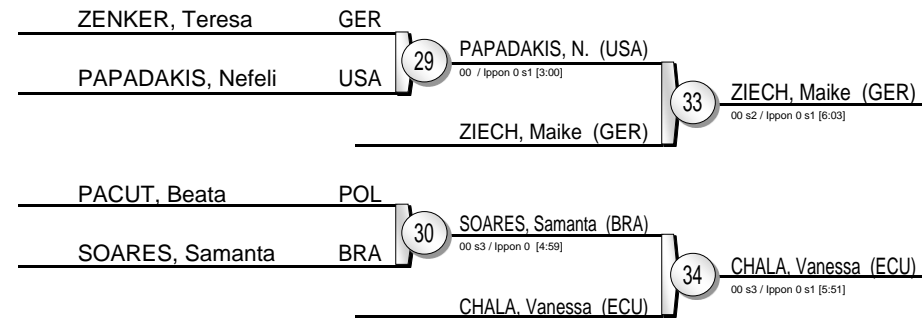 ZENKER, Teresa GER
PAPADAKIS, Nefeli USA
29
PAPADAKIS, N. (USA)
00 / Ippon 0 s1 [3:00]
ZIECH, Maike (GER)
33
ZIECH, Maike (GER)
00 s2 / Ippon 0 s1 [6:03]
PACUT, Beata POL
SOARES, Samanta BRA
30
SOARES, Samanta (BRA)
00 s3 / Ippon 0 [4:59]
CHALA, Vanessa (ECU)
34
CHALA, Vanessa (ECU)
00 s3 / Ippon 0 s1 [5:51]